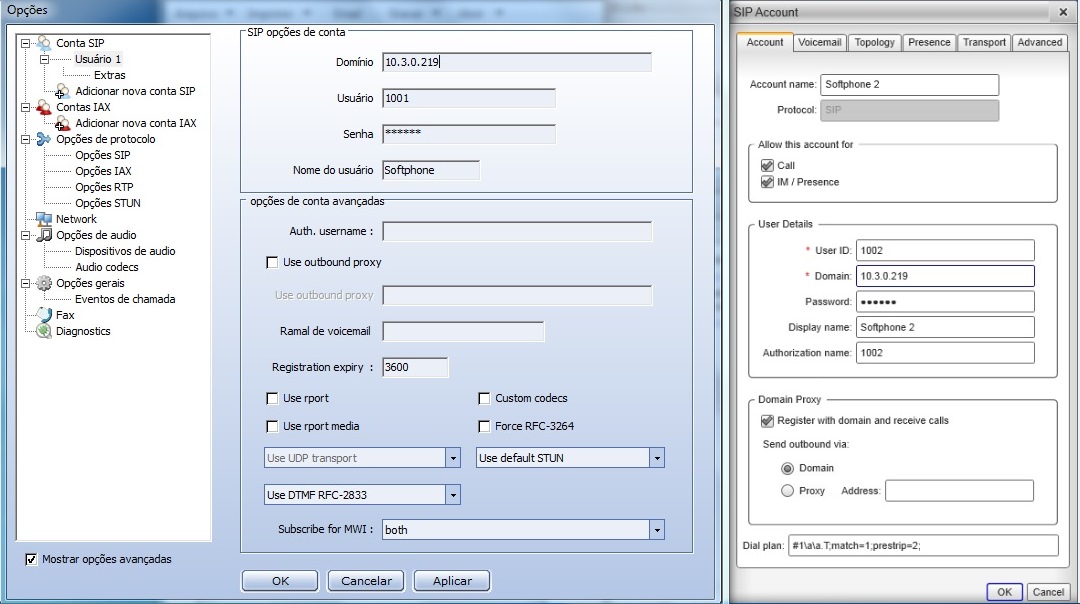 Opções
Conta SIP
Usuário 1
Extras
Adicionar nova conta SIP
Contas IAX
Adicionar nova conta IAX
Opções de protocolo
Opções SIP
Opções IAX
Opções RTP
Opções STUN
Network
Opções de audio
Dispositivos de audio
Audio codecs
Opções gerais
Eventos de chamada
Fax
Diagnostics
Mostrar opções avançadas
SIP opções de conta
Domínio 10.3.0.219
Usuário 1001
Senha ******
Nome do usuário Softphone
opções de conta avançadas
Auth. username :
Use outbound proxy
Use outbound proxy
Ramal de voicemail
Registration expiry : 3600
Use rport Custom codecs
Use rport media Force RFC-3264
Use UDP transport Use default STUN
Use DTMF RFC-2833
Subscribe for MWI : both
OK Cancelar Aplicar
SIP Account
Account Voicemail Topology Presence Transport Advanced
Account name: Softphone 2
Protocol: SIP
Allow this account for
Call
IM / Presence
User Details
* User ID: 1002
* Domain: 10.3.0.219
Password: ●●●●●●
Display name: Softphone 2
Authorization name: 1002
Domain Proxy
Register with domain and receive calls
Send outbound via:
Domain
Proxy Address:
Dial plan: #1\a\a.T;match=1;prestrip=2;
OK Cancel